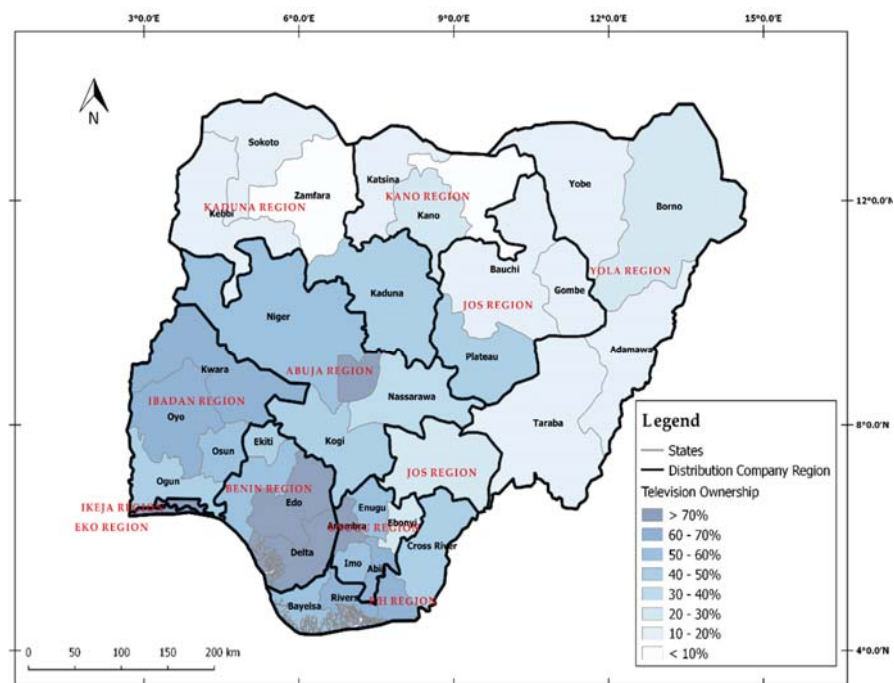 3°0.0'E 6°0.0'E 9°0.0'E 12°0.0'E 15°0.0'E
N
Sokoto
Katsina
Yobe
Zamfara
KANO REGION
12°0.0'N
KADUNA REGION
Kebbi
Kano
Borno
Bauchi
YOLA REGION
Kaduna
Gombe
JOS REGION
Niger
Adamawa
Plateau
Kwara
ABUJA REGION
Nassarawa
IBADAN REGION
Oyo
Taraba
8°0.0'N
Ekiti
Kogi
Osun
JOS REGION
Ogun
BENIN REGION
Edo
IKEJA REGION
Enugu
EKO REGION
Anambra
Ebonyi
Cross River
Delta
Imo
Abia
Rivers
Bayelsa
PH REGION
4°0.0'N
0 50 100 150 200 km
Legend
States
Distribution Company Region
Television Ownership
> 70%
60 - 70%
50 - 60%
40 - 50%
30 - 40%
20 - 30%
10 - 20%
< 10%